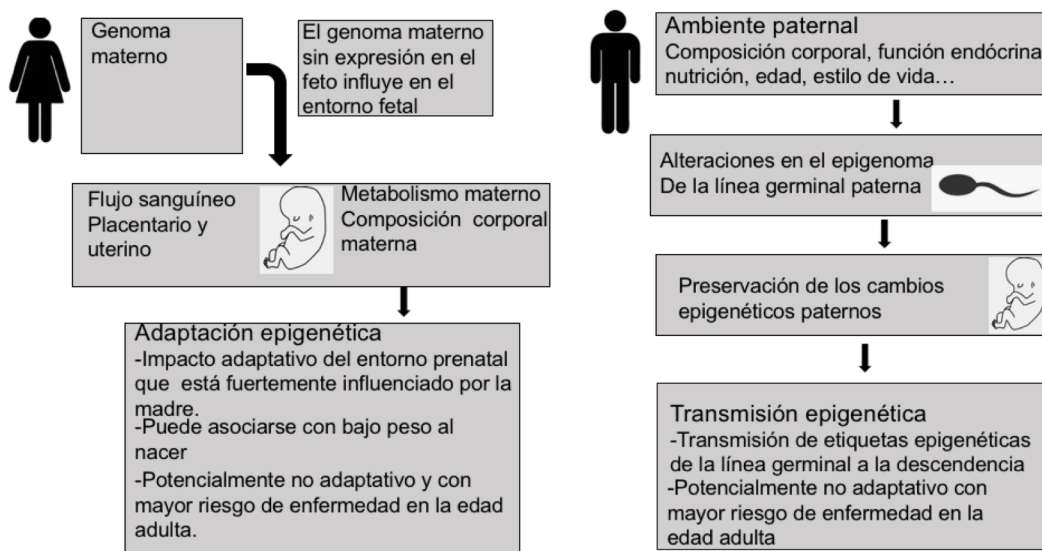 Genoma
materno
El genoma materno
sin expresión en el
feto influye en el
entorno fetal
Flujo sanguíneo
Placentario y
uterino
Metabolismo materno
Composición corporal
materna
Adaptación epigenética
-Impacto adaptativo del entorno prenatal
que está fuertemente influenciado por la
madre.
-Puede asociarse con bajo peso al
nacer
-Potencialmente no adaptativo y con
mayor riesgo de enfermedad en la edad
adulta.
Ambiente paternal
Composición corporal, función endócrina
nutrición, edad, estilo de vida…
Alteraciones en el epigenoma
De la línea germinal paterna
Preservación de los cambios
epigenéticos paternos
Transmisión epigenética
-Transmisión de etiquetas epigenéticas
de la línea germinal a la descendencia
-Potencialmente no adaptativo con
mayor riesgo de enfermedad en la
edad adulta